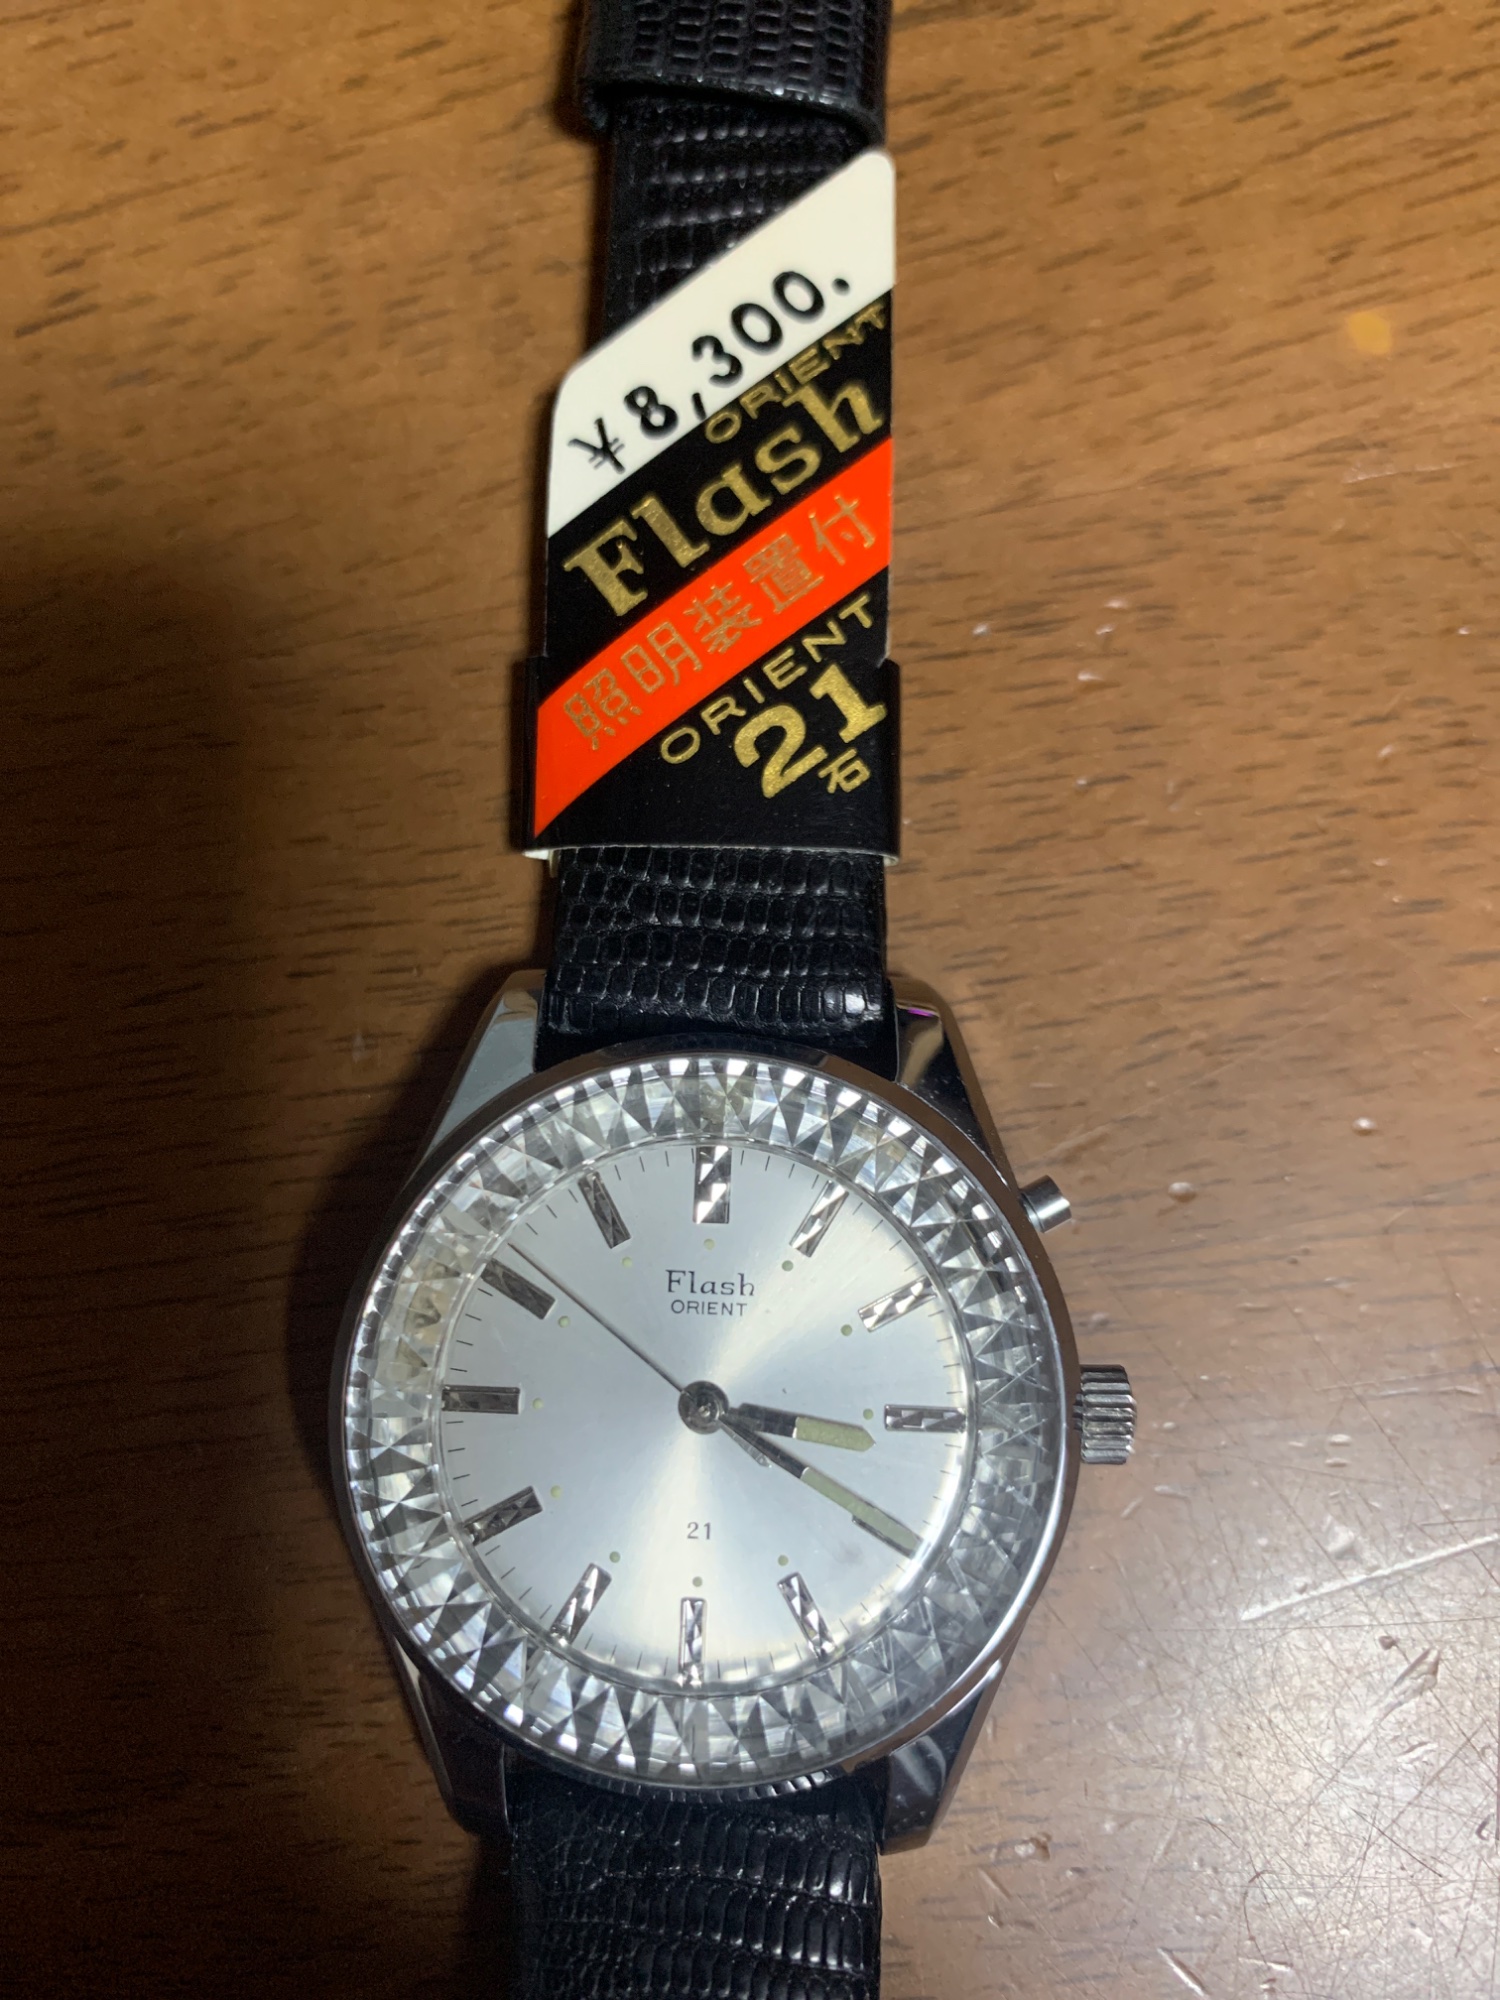 ¥8,300.
ORIENT
Flash
照明装置付
ORIENT
21石
Flash
ORIENT
21